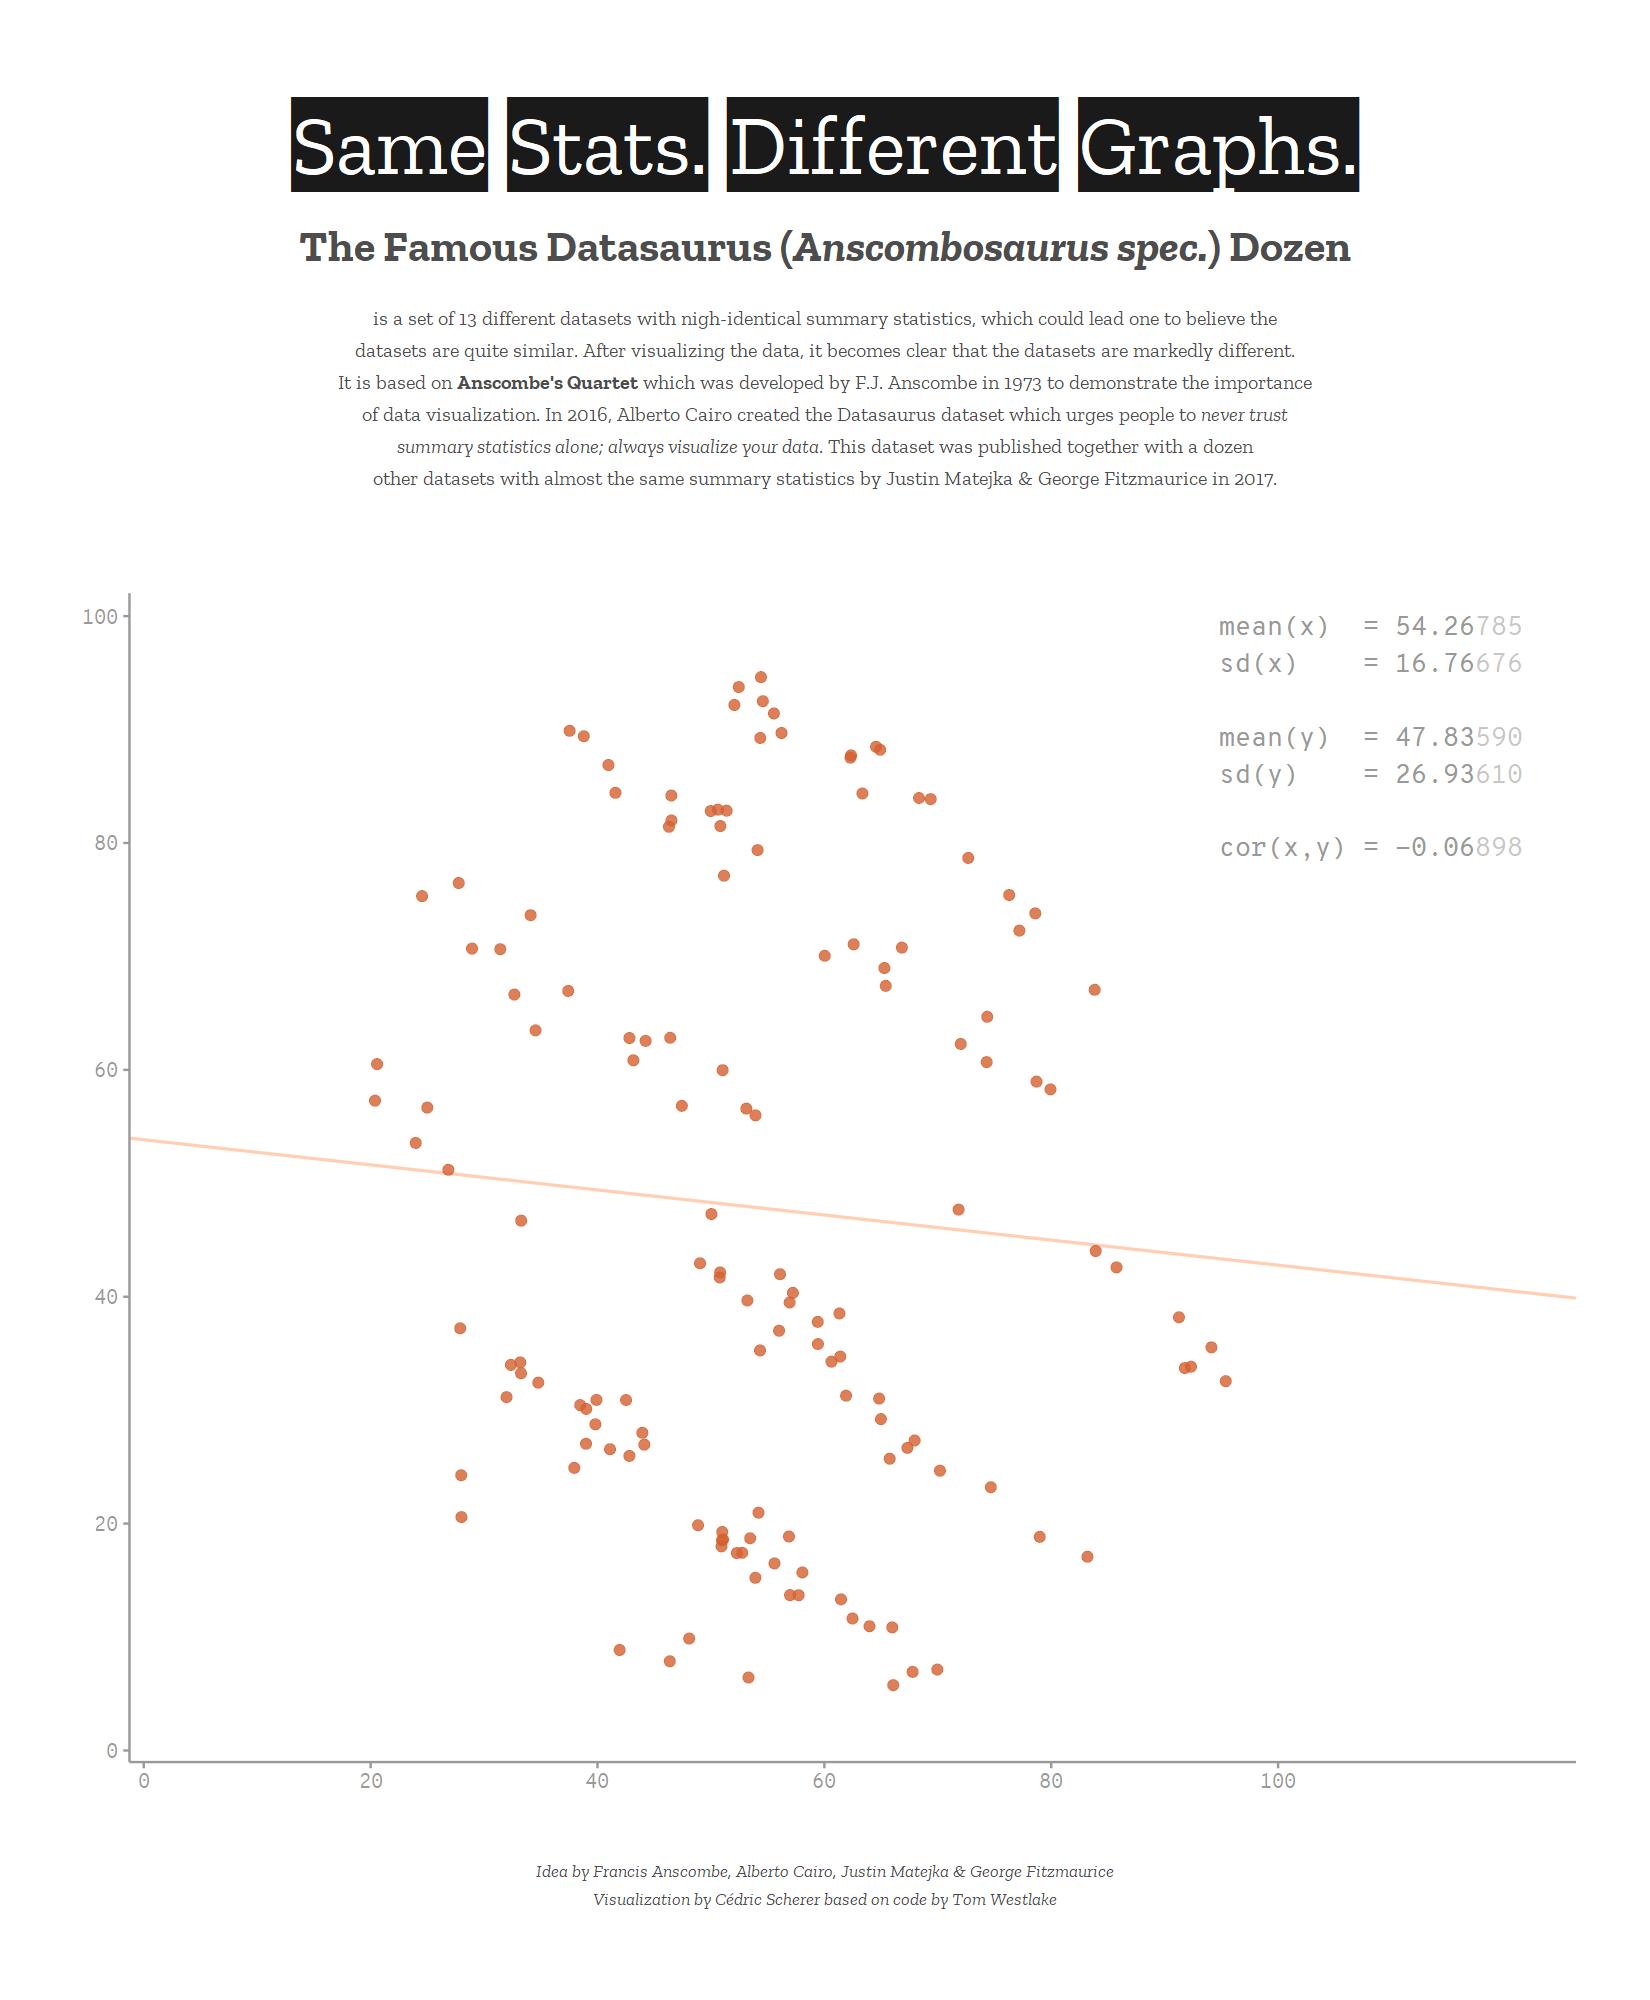 Same Stats. Different Graphs.
The Famous Datasaurus (Anscombosaurus spec.) Dozen
is a set of 13 different datasets with nigh-identical summary statistics, which could lead one to believe the
datasets are quite similar. After visualizing the data, it becomes clear that the datasets are markedly different.
It is based on Anscombe's Quartet which was developed by F.J. Anscombe in 1973 to demonstrate the importance
of data visualization. In 2016, Alberto Cairo created the Datasaurus dataset which urges people to never trust
summary statistics alone; always visualize your data. This dataset was published together with a dozen
other datasets with almost the same summary statistics by Justin Matejka & George Fitzmaurice in 2017.
mean(x) = 54.26785
sd(x) = 16.76676
mean(y) = 47.83590
sd(y) = 26.93610
cor(x,y) = −0.06898
100
80
60
40
20
0
0 20 40 60 80 100
Idea by Francis Anscombe, Alberto Cairo, Justin Matejka & George Fitzmaurice
Visualization by Cédric Scherer based on code by Tom Westlake